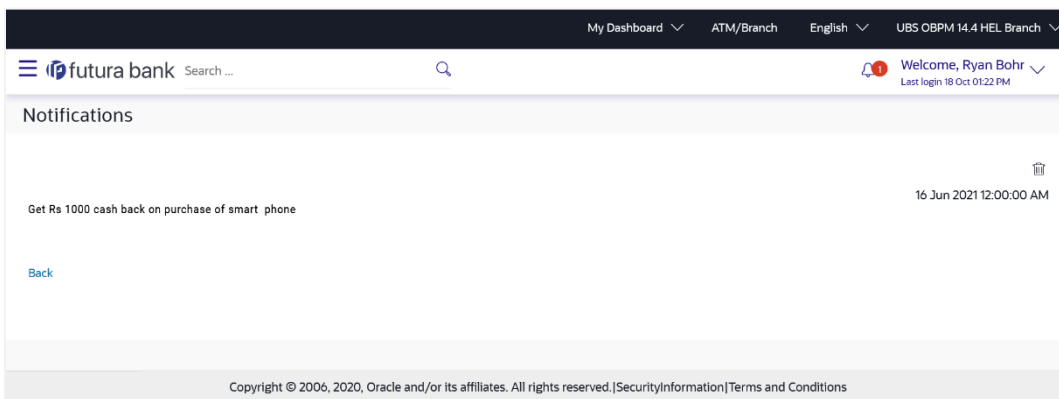 My Dashboard ATM/Branch English UBS OBPM 14.4 HEL Branch
futura bank Search ... 1 Welcome, Ryan Bohr
Last login 18 Oct 01:22 PM
Notifications
16 Jun 2021 12:00:00 AM
Get Rs 1000 cash back on purchase of smart phone
Back
Copyright © 2006, 2020, Oracle and/or its affiliates. All rights reserved.|SecurityInformation|Terms and Conditions